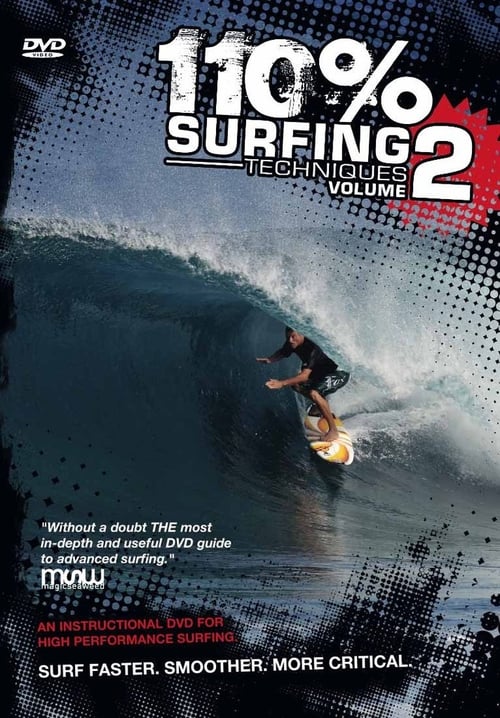 DVD
VIDEO
110%
SURFING
TECHNIQUES
VOLUME 2
"Without a doubt THE most
in-depth and useful DVD guide
to advanced surfing."
msw
magicseaweed
AN INSTRUCTIONAL DVD FOR
HIGH PERFORMANCE SURFING.
SURF FASTER. SMOOTHER. MORE CRITICAL.